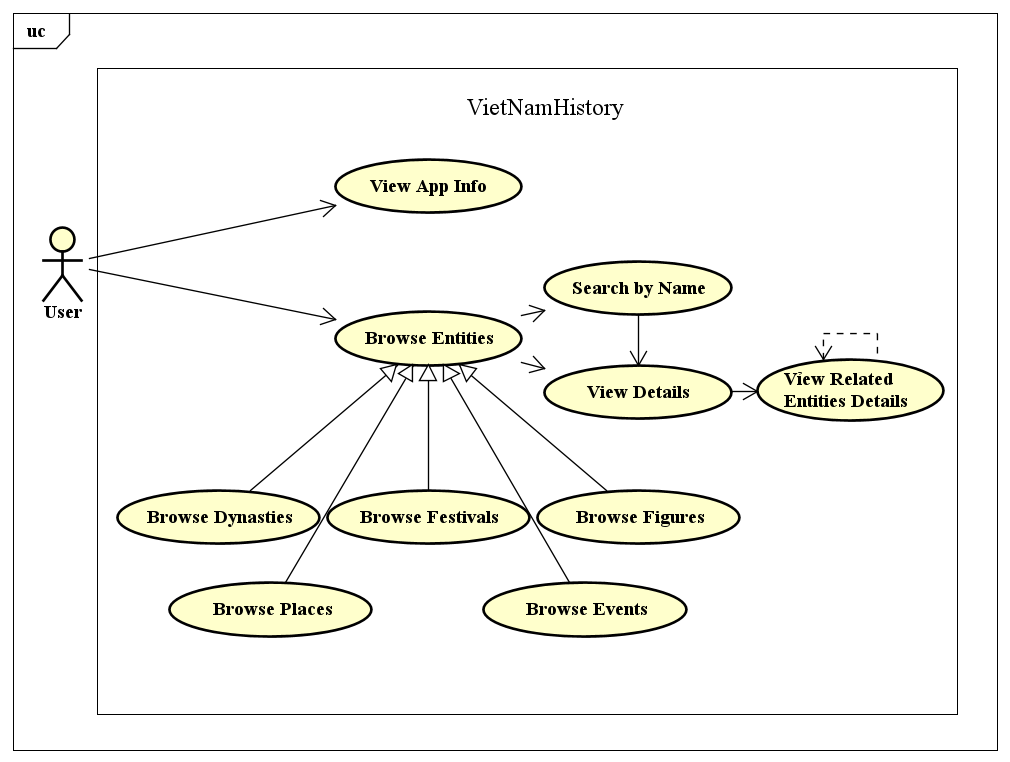 uc
VietNamHistory
View App Info
User
Search by Name
Browse Entities
View Details
View Related
Entities Details
Browse Dynasties
Browse Festivals
Browse Figures
Browse Places
Browse Events